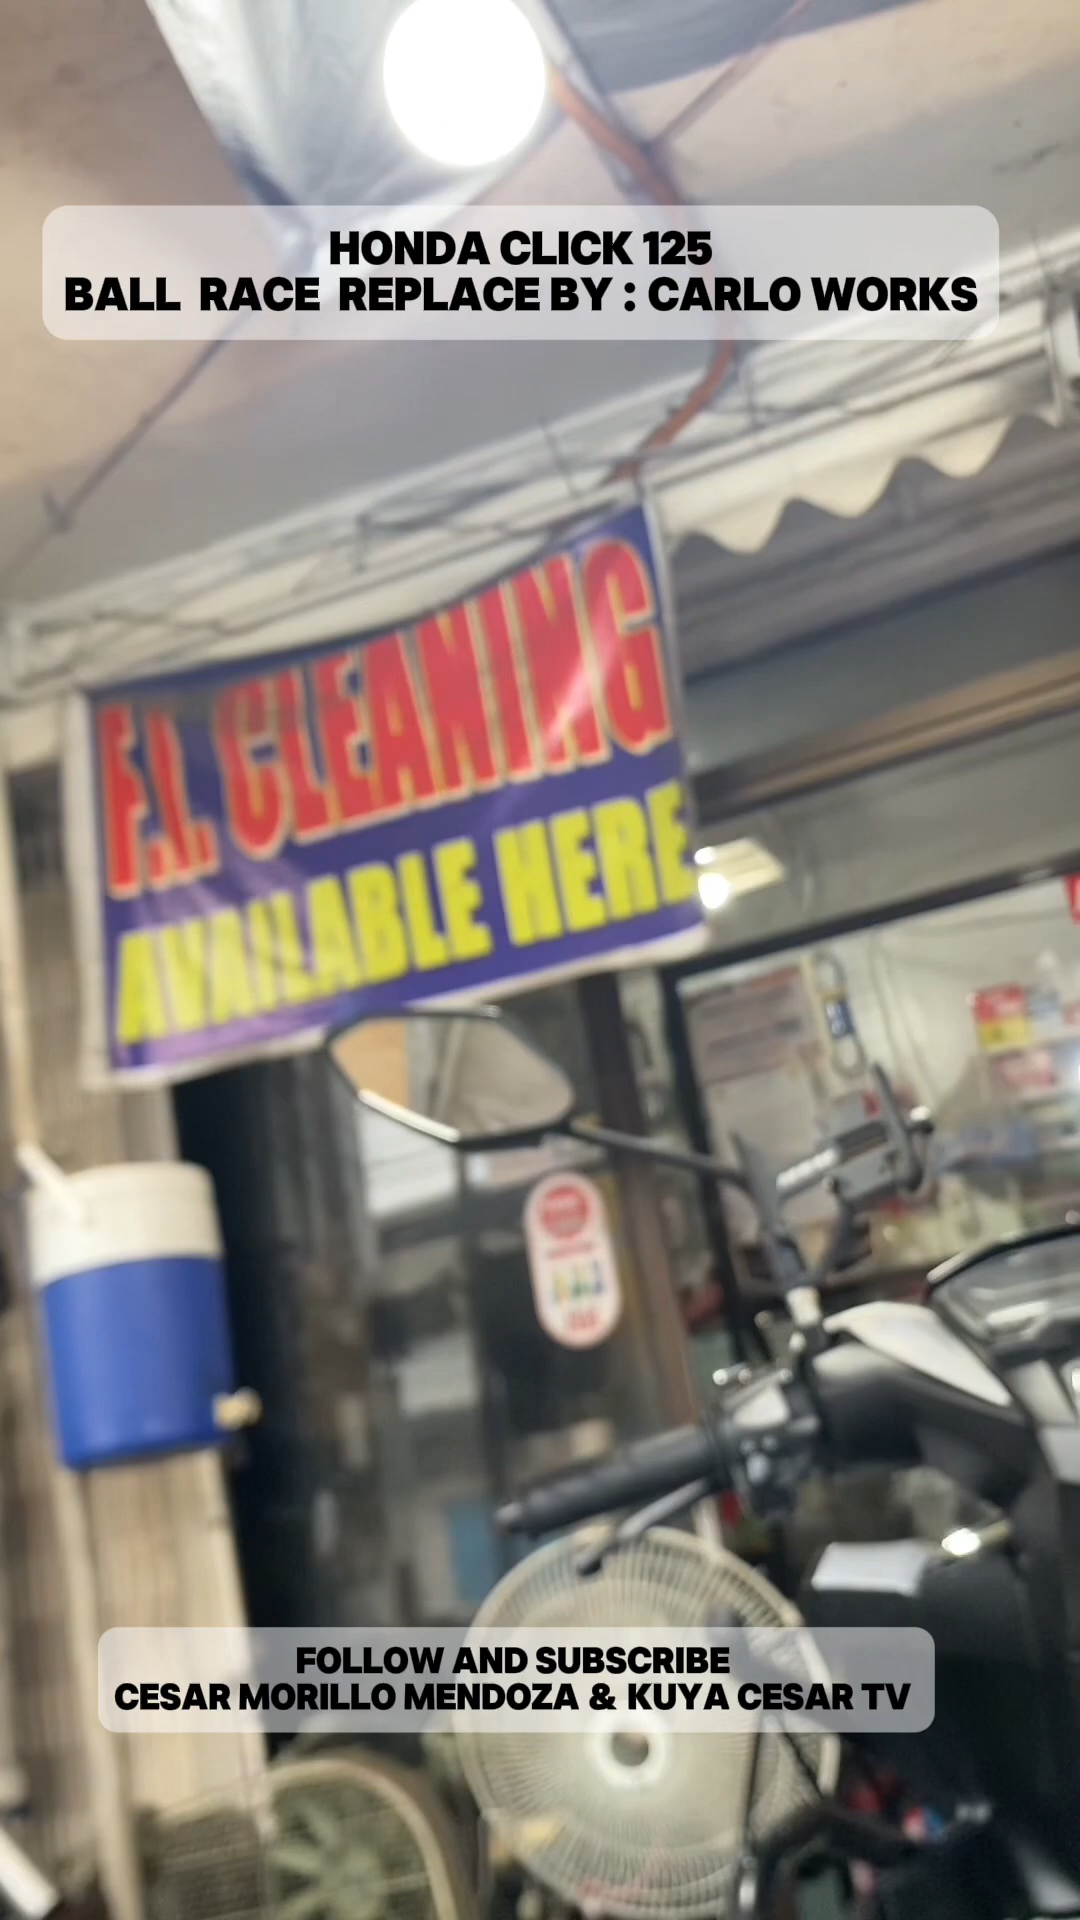 HONDA CLICK 125
BALL RACE REPLACE BY : CARLO WORKS
F.I. CLEANING
AVAILABLE HERE
FOLLOW AND SUBSCRIBE
CESAR MORILLO MENDOZA & KUYA CESAR TV